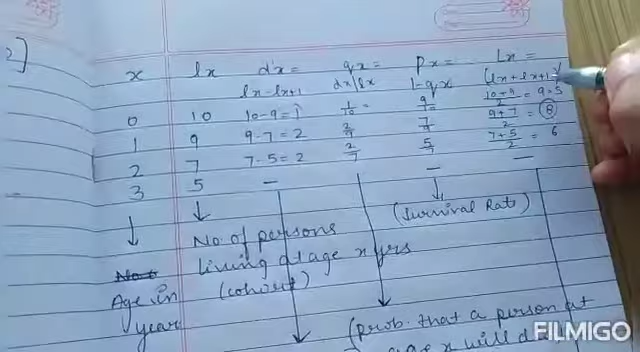 2]
x lx dx= qx= px= Lx=
lx-lx+1 dx/lx 1-qx (lx+lx+1)
0 10 10-9=1 1/10 = 9/10 10+9/2 = 9.5
1 9 9-7=2 2/9 7/9 9+7/2 = 8
2 7 7-5=2 2/7 5/7 7+5/2 = 6
3 5 - - -
(Survival Rate)
No. of persons
living at age x yrs
Age in (cohort)
year
(prob. that a person at
age x will d
FILMIGO